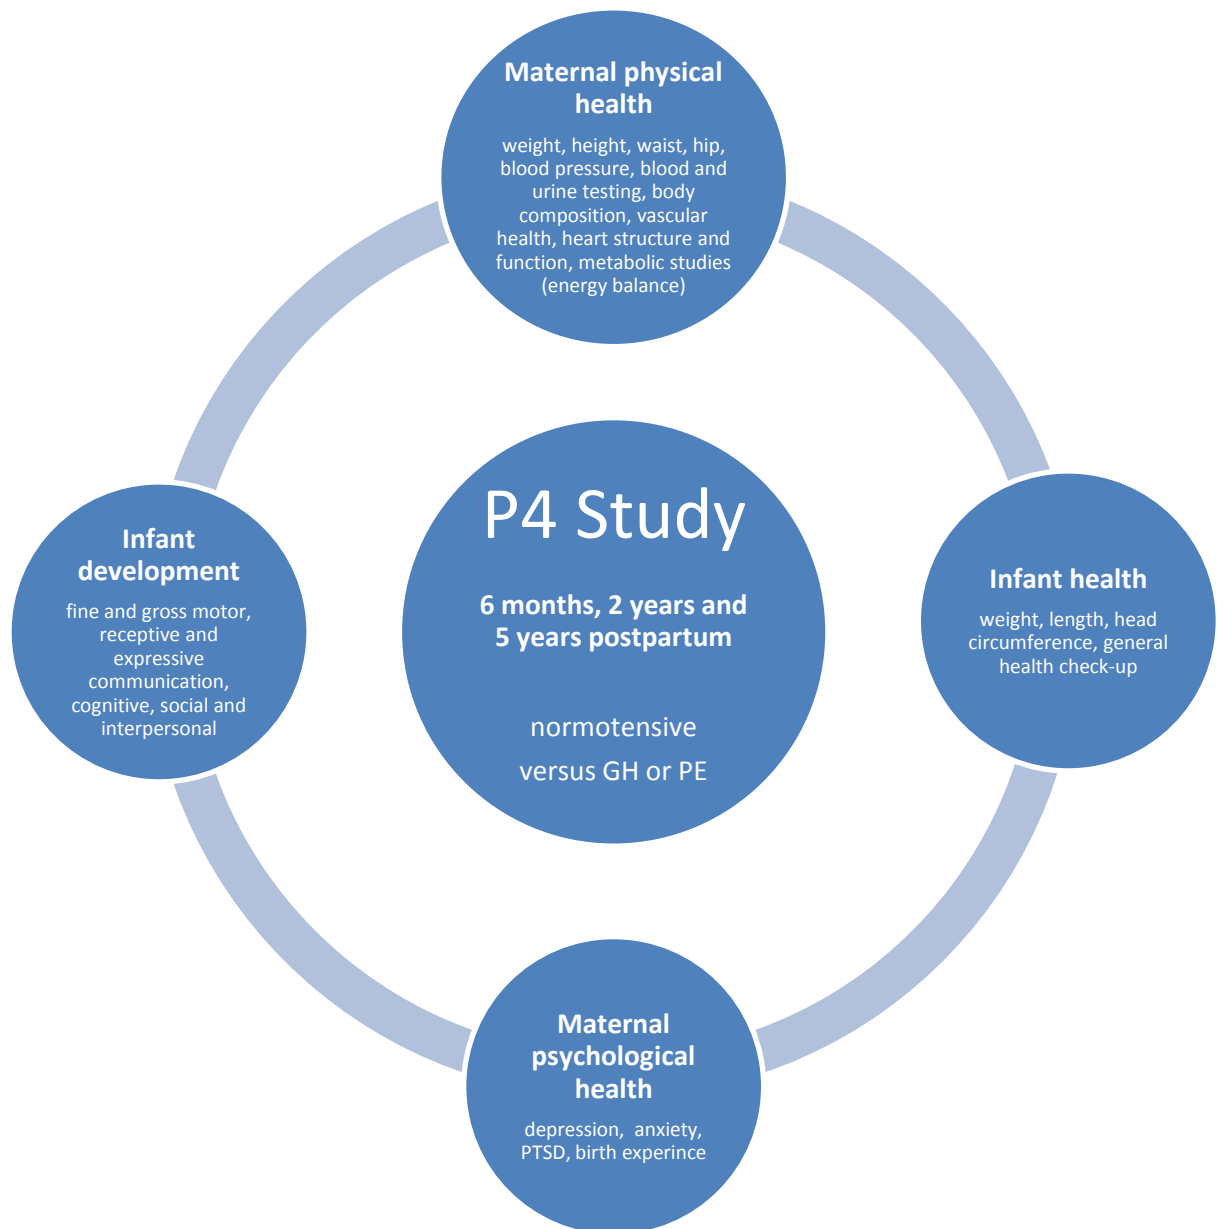 Maternal physical
health
weight, height, waist, hip,
blood pressure, blood and
urine testing, body
composition, vascular
health, heart structure and
function, metabolic studies
(energy balance)
P4 Study
6 months, 2 years and
5 years postpartum
normotensive
versus GH or PE
Infant health
weight, length, head
circumference, general
health check-up
Maternal
psychological
health
depression, anxiety,
PTSD, birth experince
Infant
development
fine and gross motor,
receptive and
expressive
communication,
cognitive, social and
interpersonal